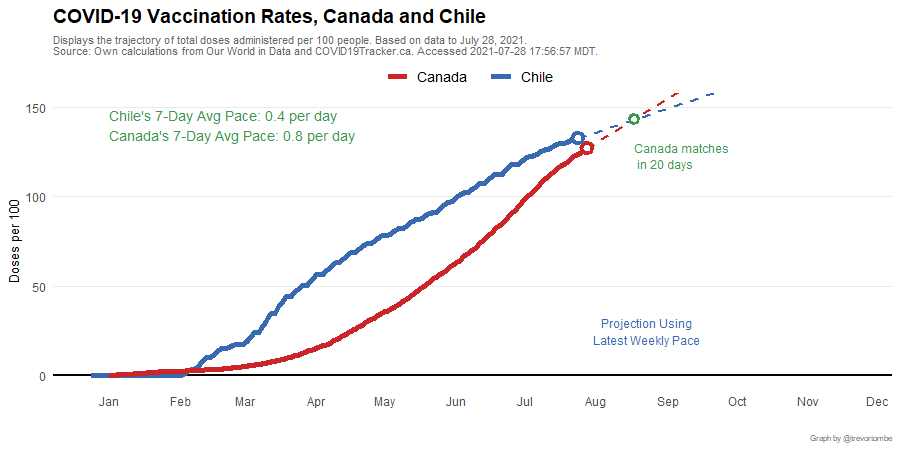 COVID-19 Vaccination Rates, Canada and Chile
Displays the trajectory of total doses administered per 100 people. Based on data to July 28, 2021.
Source: Own calculations from Our World in Data and COVID19Tracker.ca. Accessed 2021-07-28 17:56:57 MDT.
Canada Chile
150
Chile's 7-Day Avg Pace: 0.4 per day
Canada's 7-Day Avg Pace: 0.8 per day
Canada matches
in 20 days
100
Doses per 100
50
Projection Using
Latest Weekly Pace
0
Jan Feb Mar Apr May Jun Jul Aug Sep Oct Nov Dec
Graph by @trevortombe